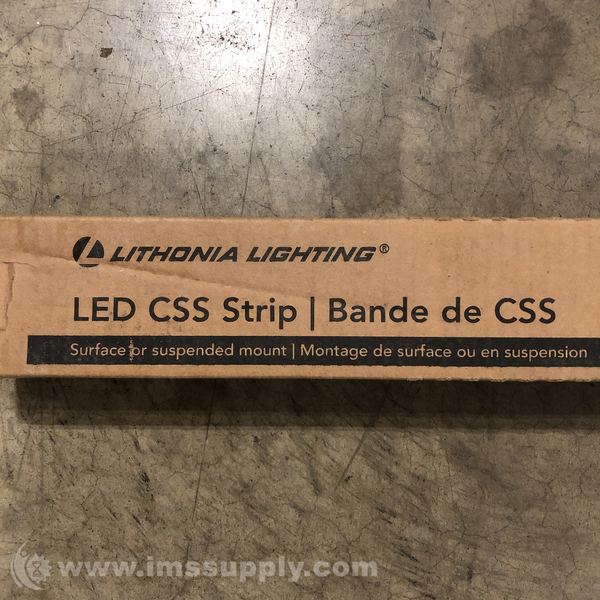 LITHONIA LIGHTING®
LED CSS Strip | Bande de CSS
Surface or suspended mount | Montage de surface ou en suspension
www.imssupply.com